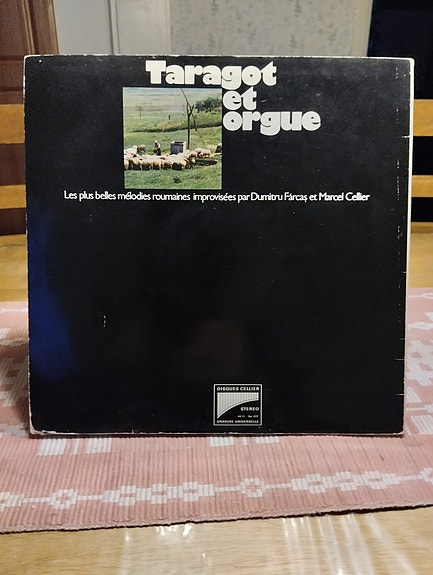 Taragot
et
orgue
Les plus belles mélodies roumaines improvisées par Dumitru Fărcaş et Marcel Cellier
DISQUES CELLIER
STEREO
GRAVURE UNIVERSELLE